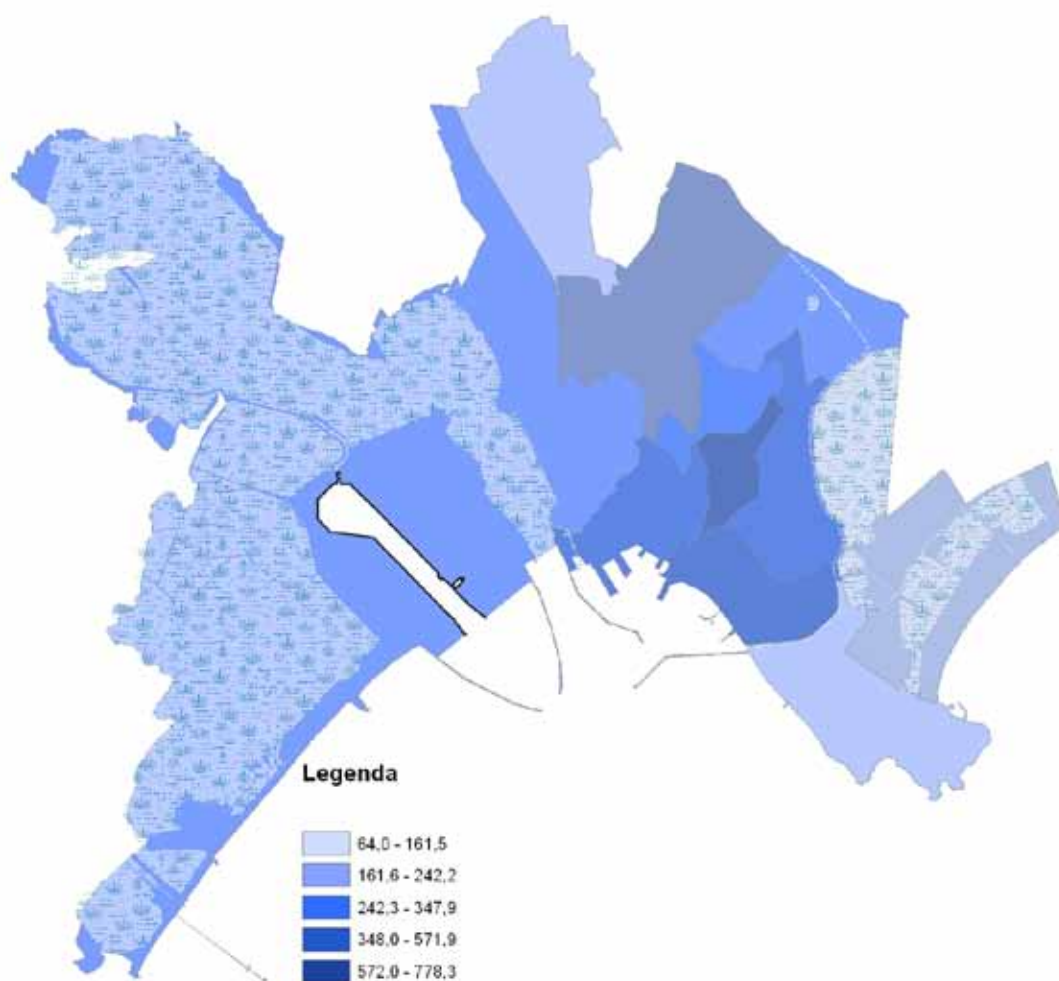 Legenda
64,0 - 161,5
161,6 - 242,2
242,3 - 347,9
348,0 - 571,9
572,0 - 778,3